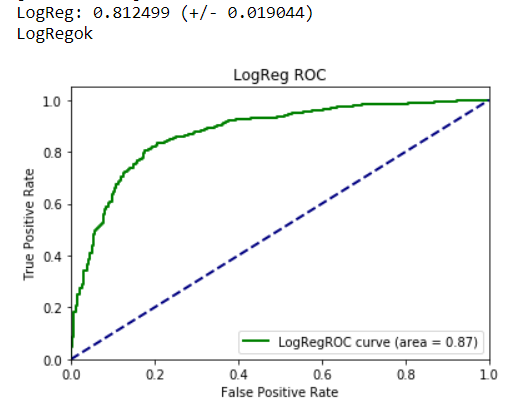 LogReg: 0.812499 (+/- 0.019044)
LogRegok
LogReg ROC
1.0
0.8
0.6
0.4
0.2
0.0
True Positive Rate
LogRegROC curve (area = 0.87)
0.0 0.2 0.4 0.6 0.8 1.0
False Positive Rate